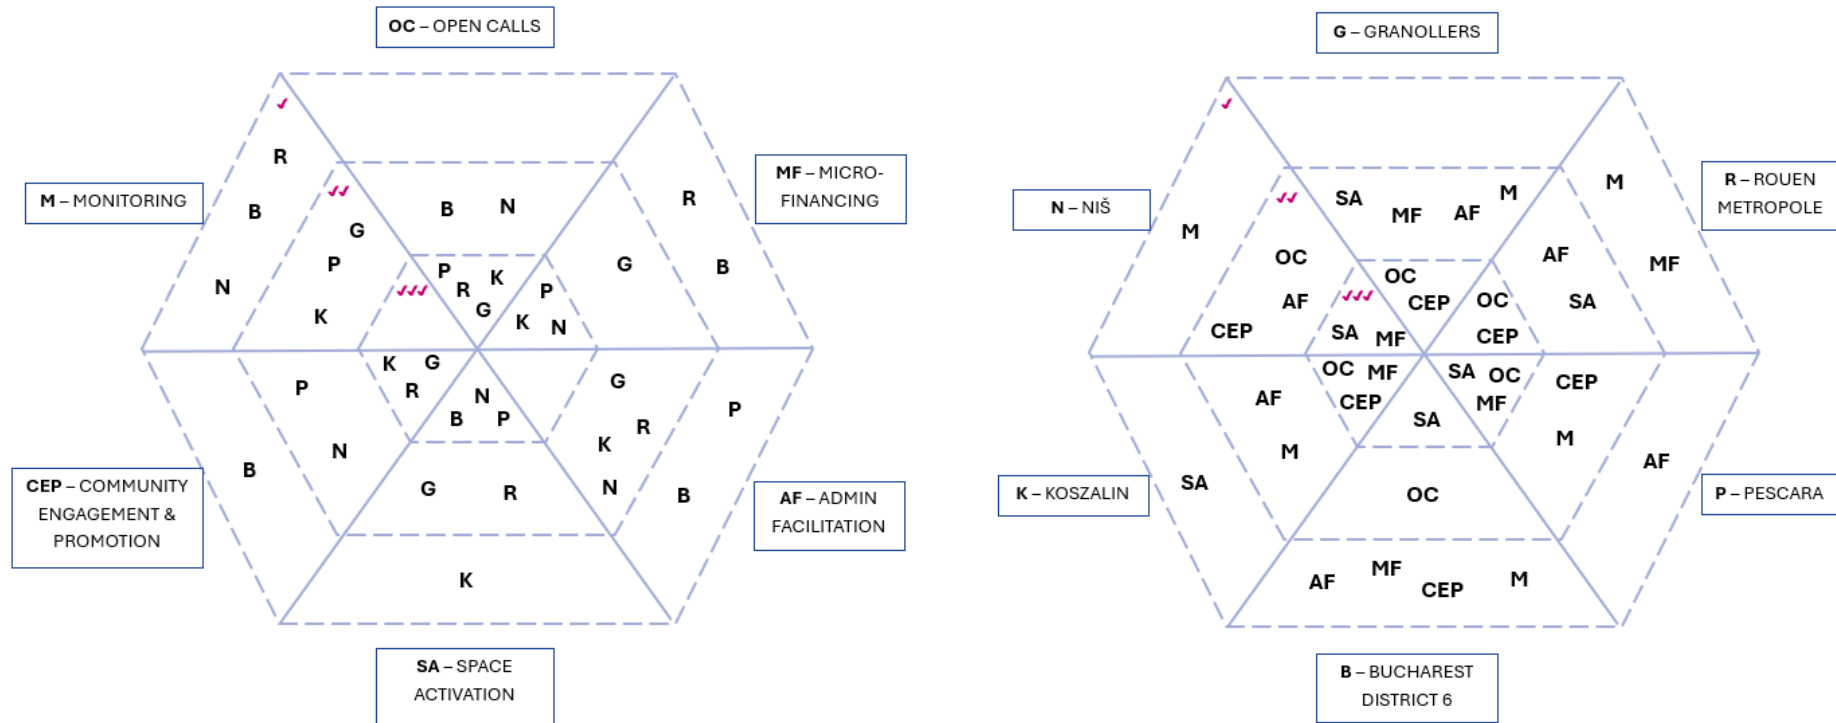 OC – OPEN CALLS
MF – MICRO-
FINANCING
AF – ADMIN
FACILITATION
SA – SPACE
ACTIVATION
CEP – COMMUNITY
ENGAGEMENT &
PROMOTION
M – MONITORING
B N
P K
R
G
R
G
B
P
K N
G
P
R
K
N
B
N
B P
G R
K
K G
R
P
N
B
R
B
N
G
P
K
G – GRANOLLERS
R – ROUEN
METROPOLE
P – PESCARA
B – BUCHAREST
DISTRICT 6
K – KOSZALIN
N – NIŠ
SA MF AF M
OC
CEP
M
MF
AF
SA
OC
CEP
SA OC
MF
CEP
M
AF
SA
OC
AF MF CEP M
OC MF
CEP
AF
M
SA
M
OC
AF
CEP
SA MF